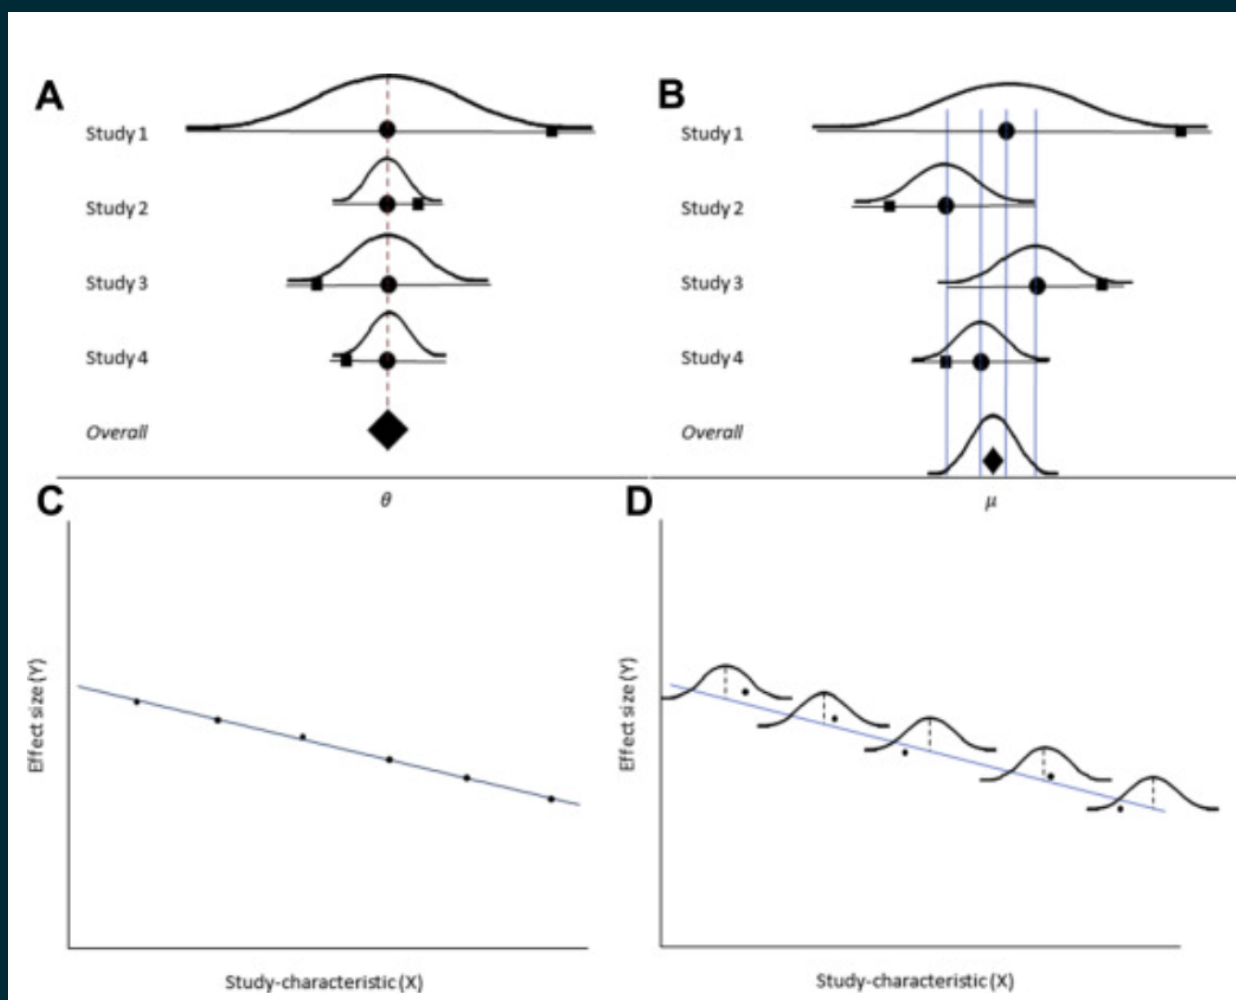 A
Study 1
Study 2
Study 3
Study 4
Overall
θ
B
Study 1
Study 2
Study 3
Study 4
Overall
μ
C
Effect size (Y)
Study-characteristic (X)
D
Effect size (Y)
Study-characteristic (X)